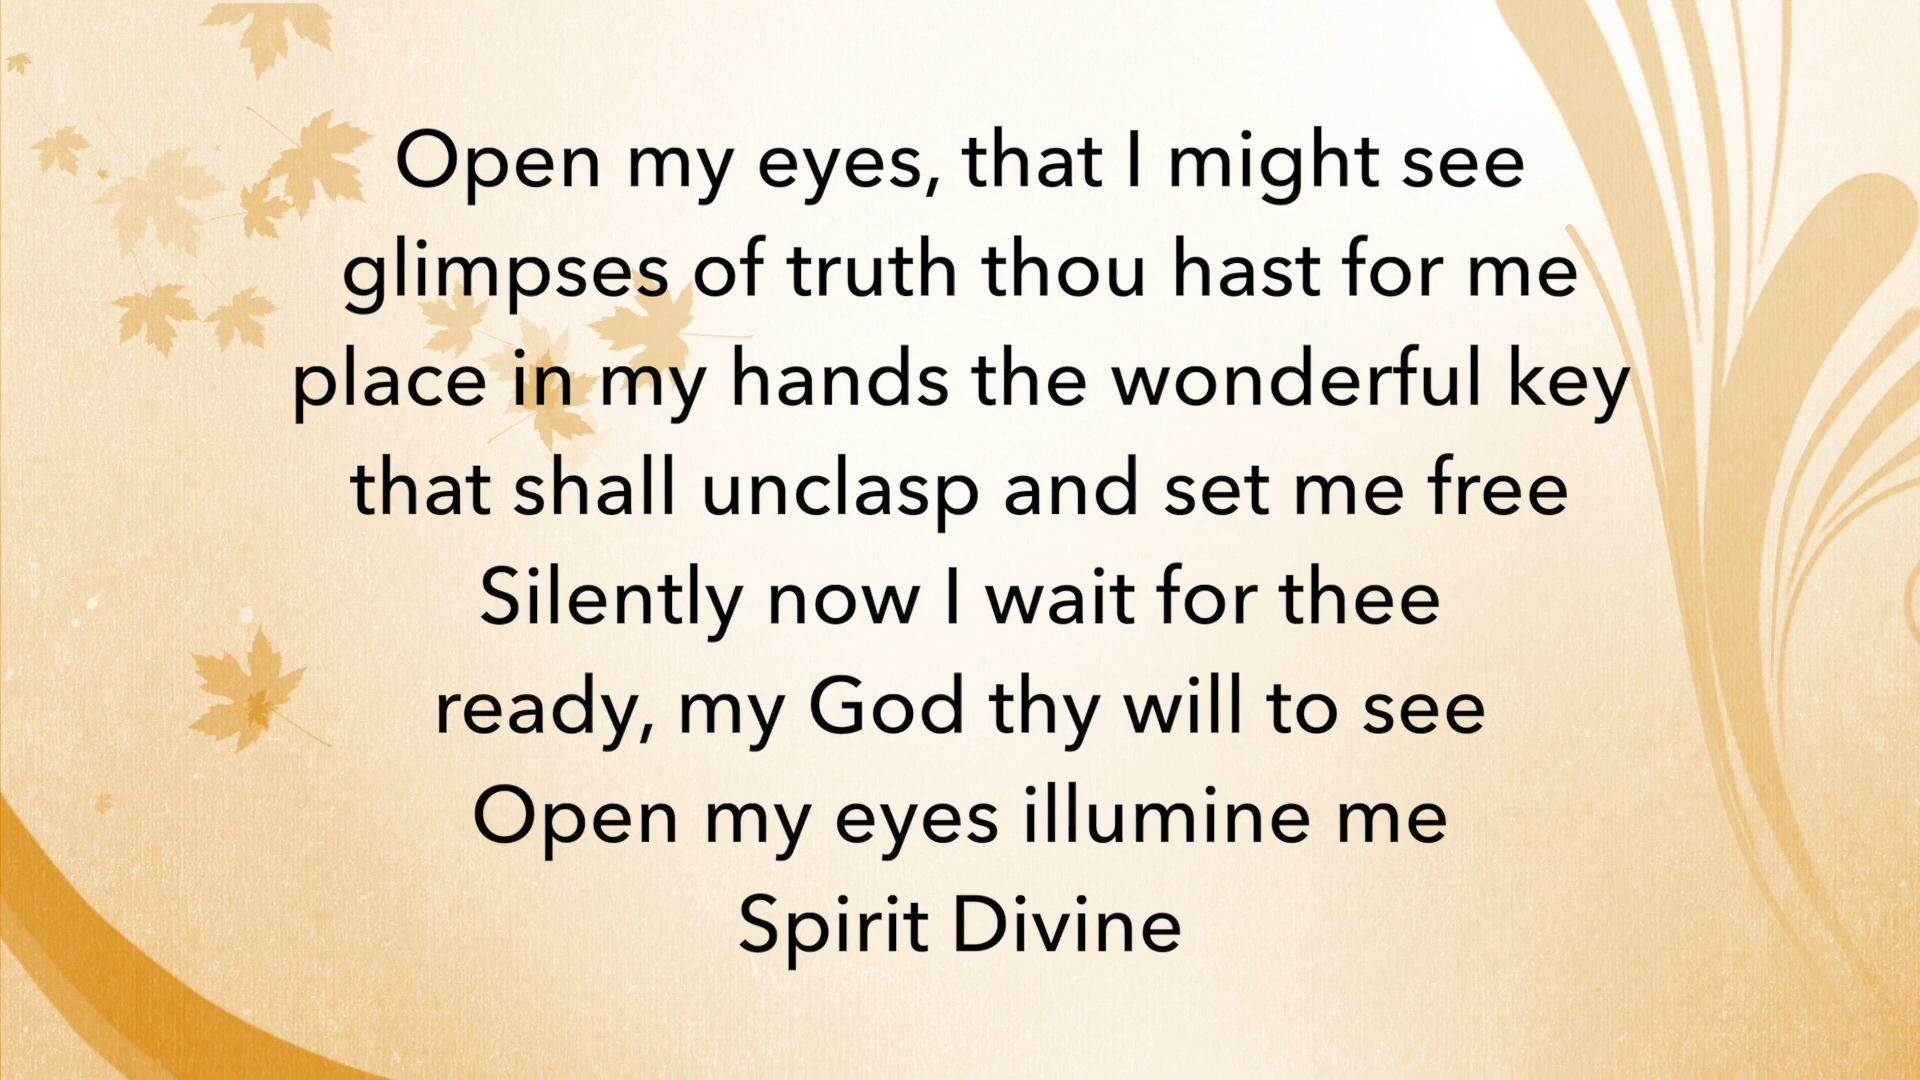 Open my eyes, that I might see
glimpses of truth thou hast for me
place in my hands the wonderful key
that shall unclasp and set me free
Silently now I wait for thee
ready, my God thy will to see
Open my eyes illumine me
Spirit Divine